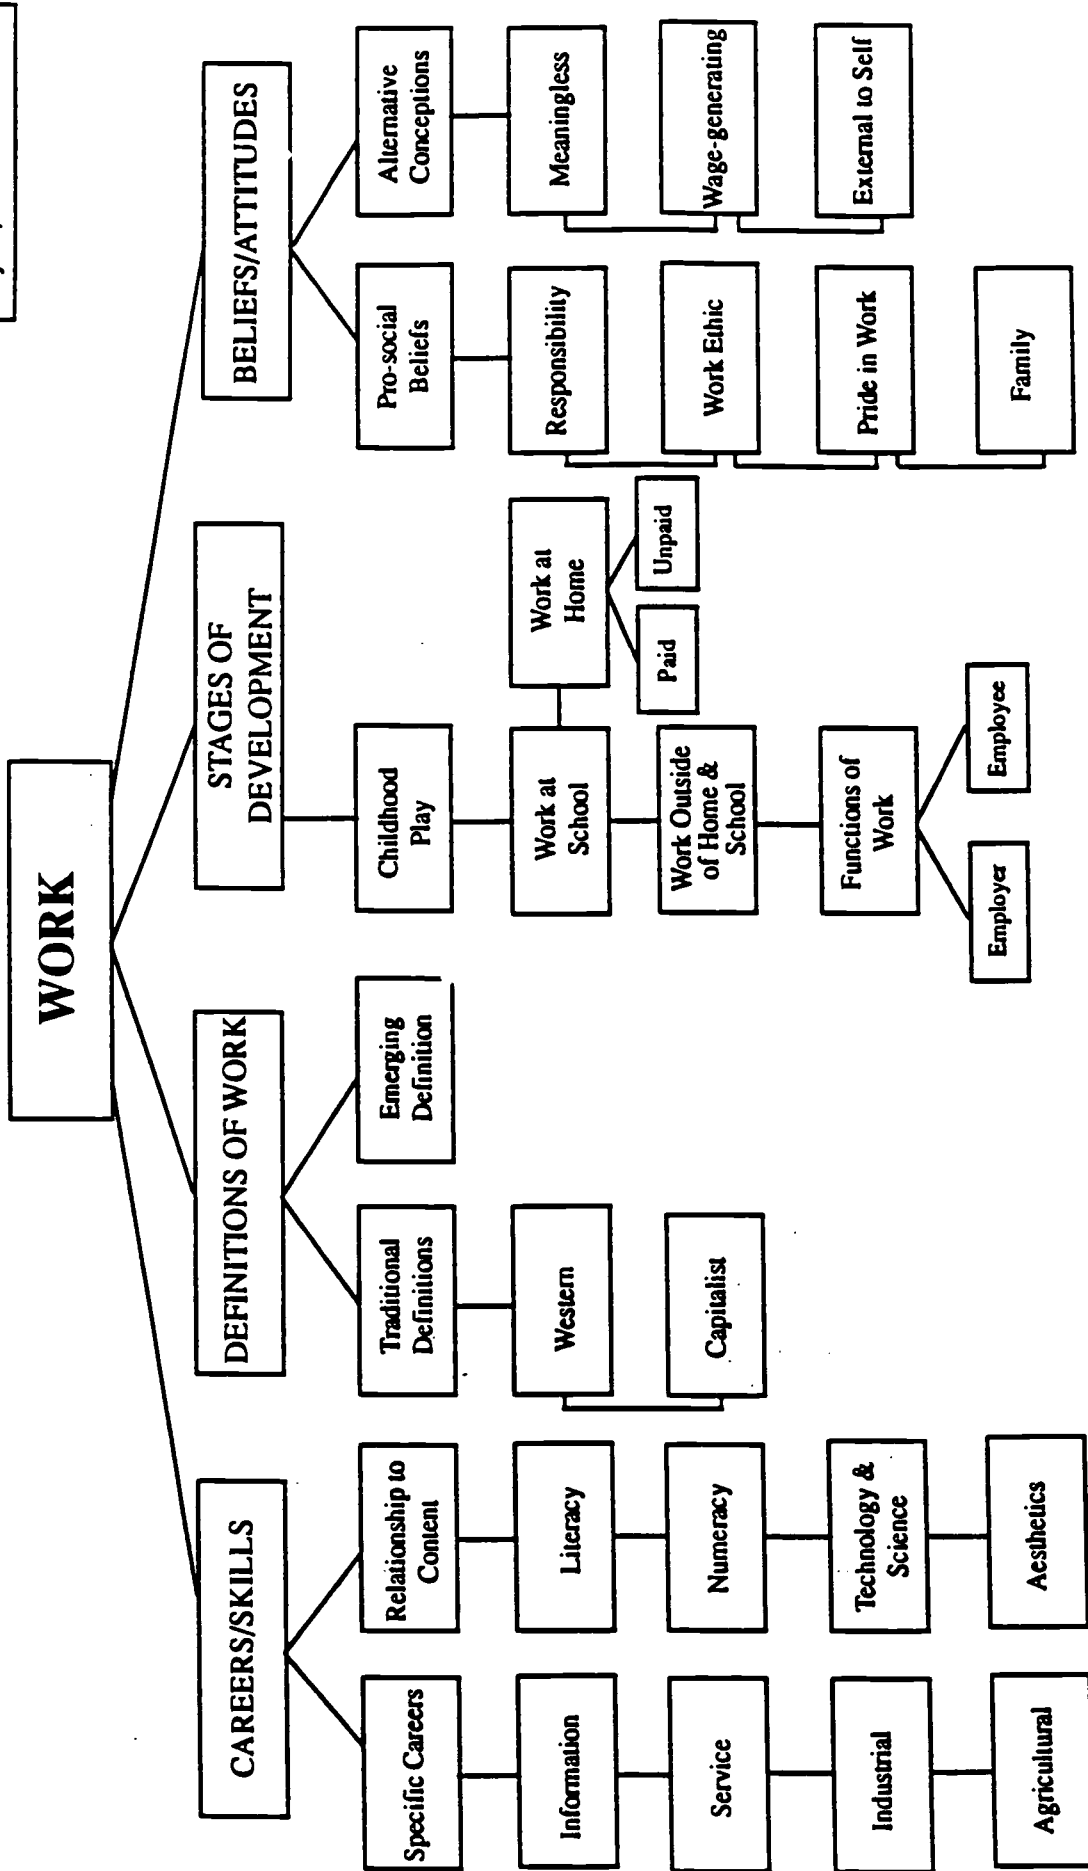 WORK
CAREERS/SKILLS
DEFINITIONS OF WORK
STAGES OF
DEVELOPMENT
BELIEFS/ATTITUDES
Specific Careers
Relationship to
Content
Traditional
Definitions
Emerging
Definition
Childhood
Play
Pro-social
Beliefs
Alternative
Conceptions
Information
Literacy
Western
Work at
School
Work at
Home
Responsibility
Meaningless
Service
Numeracy
Capitalist
Work Outside
of Home &
School
Paid
Unpaid
Work Ethic
Wage-generating
Industrial
Technology &
Science
Functions of
Work
Pride in Work
External to Self
Agricultural
Aesthetics
Employer
Employee
Family